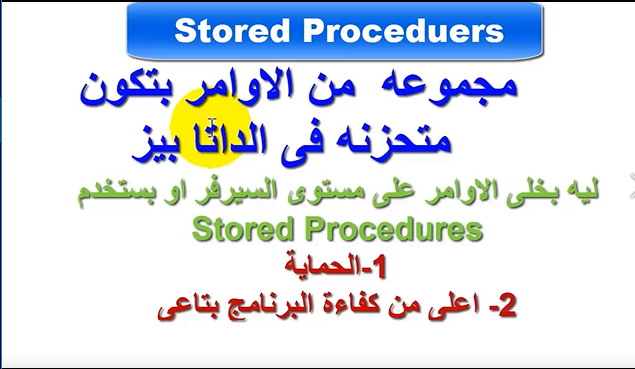 Stored Proceduers
مجموعه من الاوامر بتكون
متحزنه فى الداتا بيز
ليه بخلى الاوامر على مستوى السيرفر او بستخدم
Stored Procedures
1-الحماية
2- اعلى من كفاءة البرنامج بتاعى